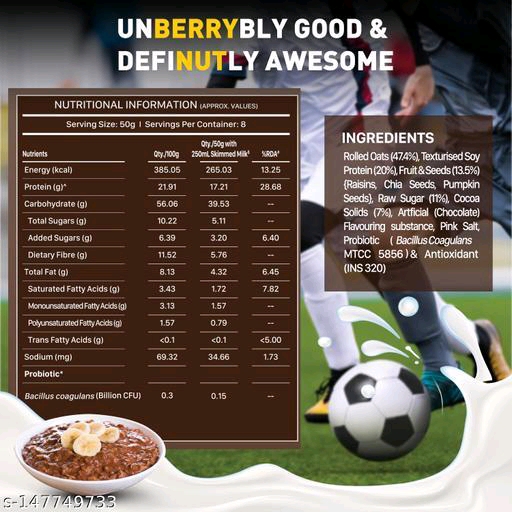 UNBERRYBLY GOOD &
DEFINUTLY AWESOME
NUTRITIONAL INFORMATION (APPROX. VALUES)
Serving Size: 50g | Servings Per Container: 8
Nutrients Qty./100g Qty./50g with 250mL Skimmed Milk⁵ %RDA#
Energy (kcal) 385.05 265.03 13.25
Protein (g)^ 21.91 17.21 28.68
Carbohydrate (g) 56.06 39.53 --
Total Sugars (g) 10.22 5.11 --
Added Sugars (g) 6.39 3.20 6.40
Dietary Fibre (g) 11.52 5.76 --
Total Fat (g) 8.13 4.32 6.45
Saturated Fatty Acids (g) 3.43 1.72 7.82
Monounsaturated Fatty Acids (g) 3.13 1.57 --
Polyunsaturated Fatty Acids (g) 1.57 0.79 --
Trans Fatty Acids (g) <0.1 <0.1 <5.00
Sodium (mg) 69.32 34.66 1.73
Probiotic*
Bacillus coagulans (Billion CFU) 0.3 0.15 --
INGREDIENTS
Rolled Oats (47.4%), Texturised Soy
Protein (20%), Fruit & Seeds (13.5%)
{Raisins, Chia Seeds, Pumpkin
Seeds}, Raw Sugar (11%), Cocoa
Solids (7%), Artficial (Chocolate)
Flavouring substance, Pink Salt,
Probiotic ( Bacillus Coagulans
MTCC 5856 ) & Antioxidant
(INS 320)
s-147749733